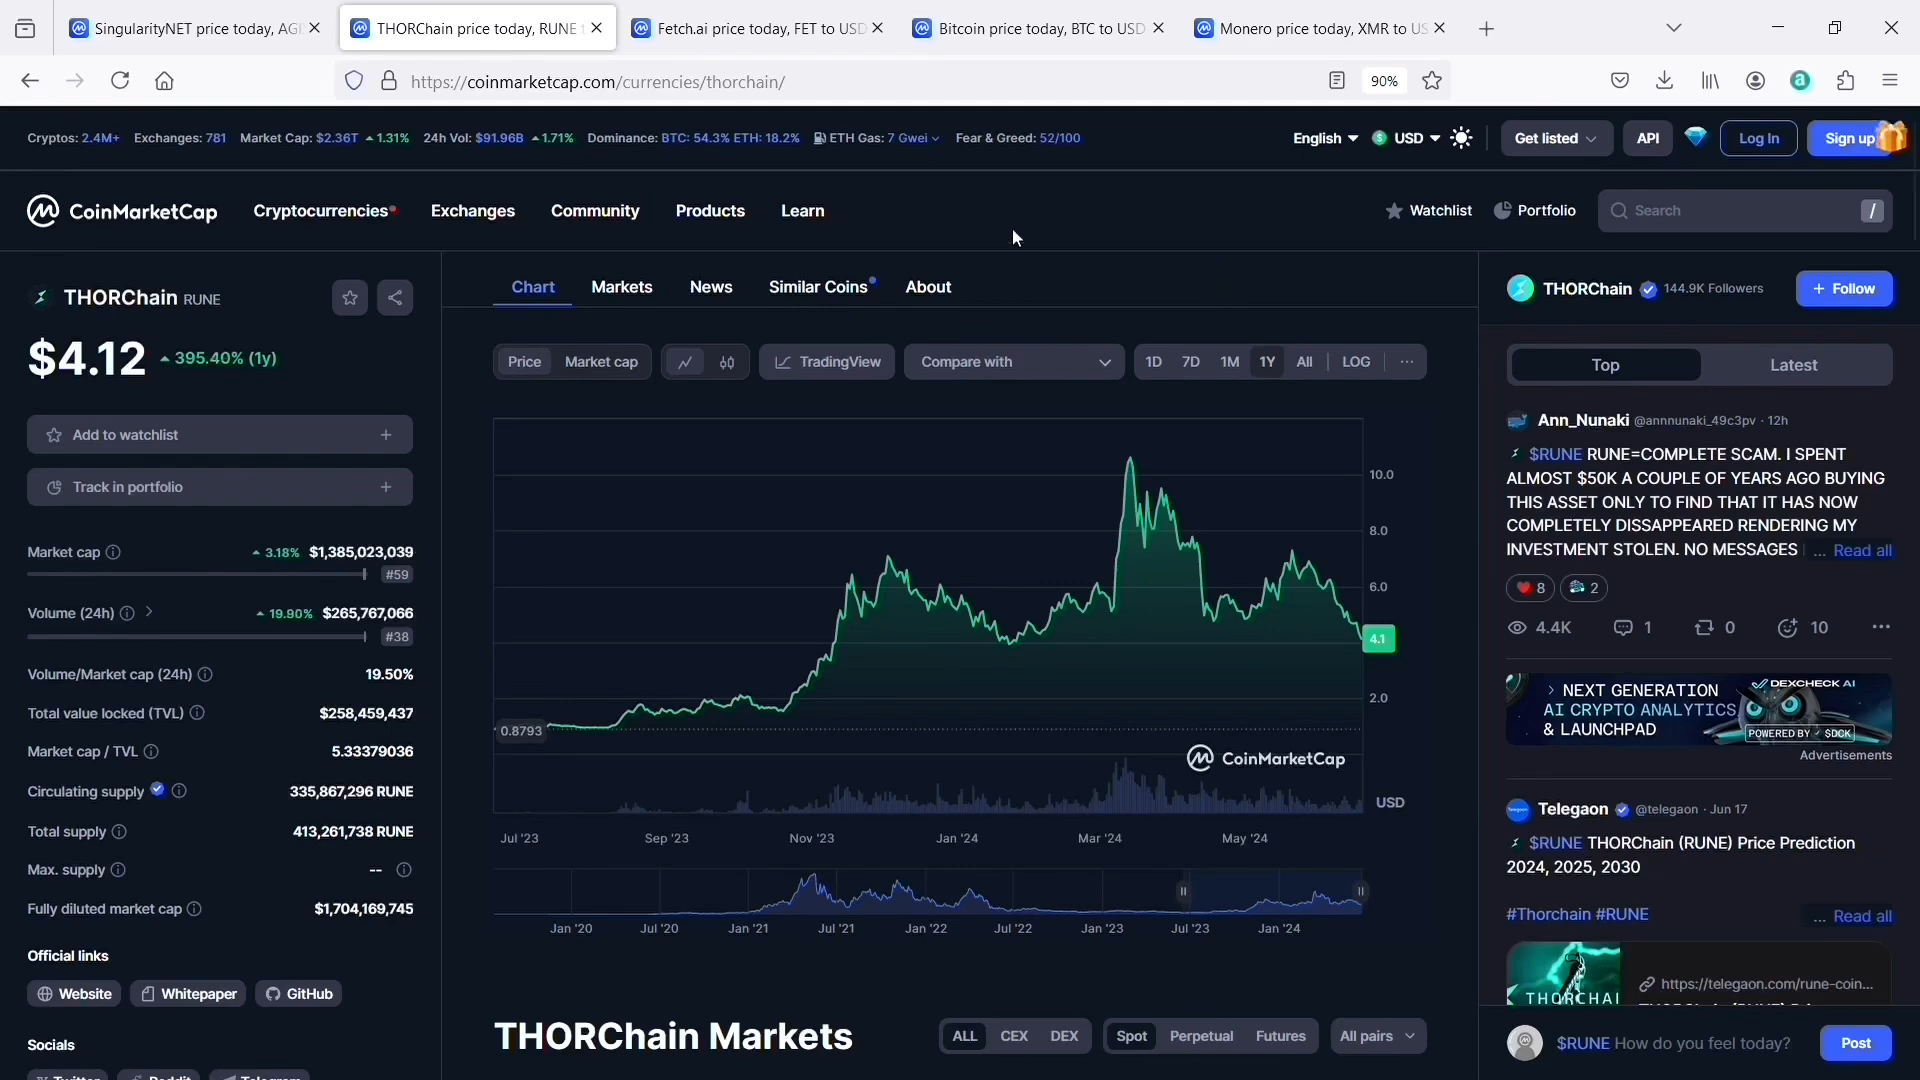 SingularityNET price today, AGI
THORChain price today, RUNE t
Fetch.ai price today, FET to USD
Bitcoin price today, BTC to USD
Monero price today, XMR to US
https://coinmarketcap.com/currencies/thorchain/
90%
Cryptos: 2.4M+ Exchanges: 781 Market Cap: $2.36T 1.31% 24h Vol: $91.96B 1.71% Dominance: BTC: 54.3% ETH: 18.2% ETH Gas: 7 Gwei Fear & Greed: 52/100
English USD Get listed API Log In Sign up
CoinMarketCap Cryptocurrencies Exchanges Community Products Learn
Watchlist Portfolio Search /
THORChain RUNE
$4.12 395.40% (1y)
Add to watchlist +
Track in portfolio +
Market cap 3.18% $1,385,023,039
#59
Volume (24h) 19.90% $265,767,066
#38
Volume/Market cap (24h) 19.50%
Total value locked (TVL) $258,459,437
Market cap / TVL 5.33379036
Circulating supply 335,867,296 RUNE
Total supply 413,261,738 RUNE
Max. supply --
Fully diluted market cap $1,704,169,745
Official links
Website Whitepaper GitHub
Socials
Twitter Reddit Telegram
Chart Markets News Similar Coins About
Price Market cap TradingView Compare with 1D 7D 1M 1Y All LOG ...
10.0
8.0
6.0
4.1
2.0
0.8793
CoinMarketCap
USD
Jul '23 Sep '23 Nov '23 Jan '24 Mar '24 May '24
Jan '20 Jul '20 Jan '21 Jul '21 Jan '22 Jul '22 Jan '23 Jul '23 Jan '24
THORChain Markets
ALL CEX DEX Spot Perpetual Futures All pairs
THORChain 144.9K Followers + Follow
Top Latest
Ann_Nunaki @annnunaki_49c3pv · 12h
$RUNE RUNE=COMPLETE SCAM. I SPENT
ALMOST $50K A COUPLE OF YEARS AGO BUYING
THIS ASSET ONLY TO FIND THAT IT HAS NOW
COMPLETELY DISSAPPEARED RENDERING MY
INVESTMENT STOLEN. NO MESSAGES ... Read all
8 2
4.4K 1 0 10 ...
> NEXT GENERATION
AI CRYPTO ANALYTICS
& LAUNCHPAD
DEXCHECK AI
POWERED BY $DCK
Advertisements
Telegaon @telegaon · Jun 17
$RUNE THORChain (RUNE) Price Prediction
2024, 2025, 2030
#Thorchain #RUNE ... Read all
THORCHAI
https://telegaon.com/rune-coin...
$RUNE How do you feel today? Post